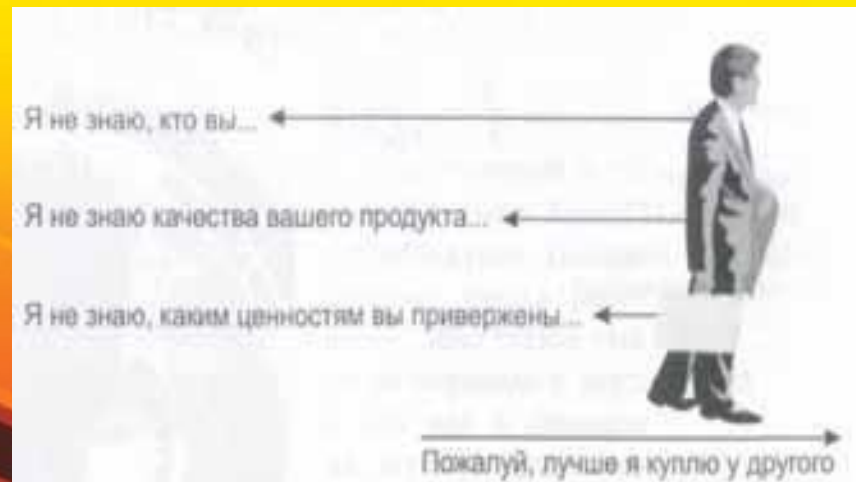 Я не знаю, кто вы...
Я не знаю качества вашего продукта...
Я не знаю, каким ценностям вы привержены...
Пожалуй, лучше я куплю у другого